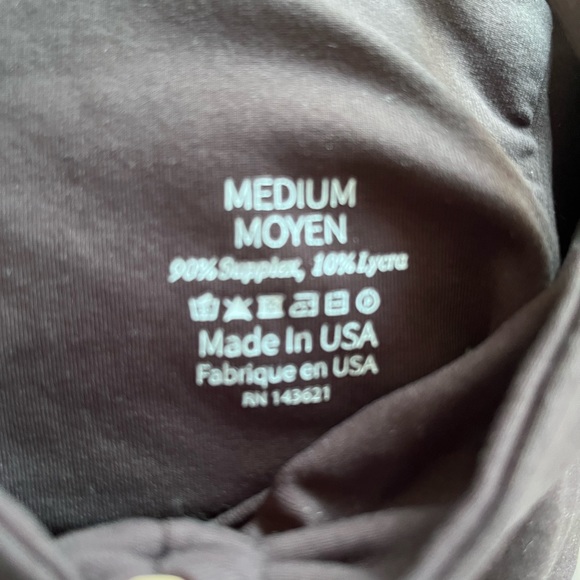 MEDIUM
MOYEN
90% Supplex, 10% Lycra
Made In USA
Fabrique en USA
RN 143621